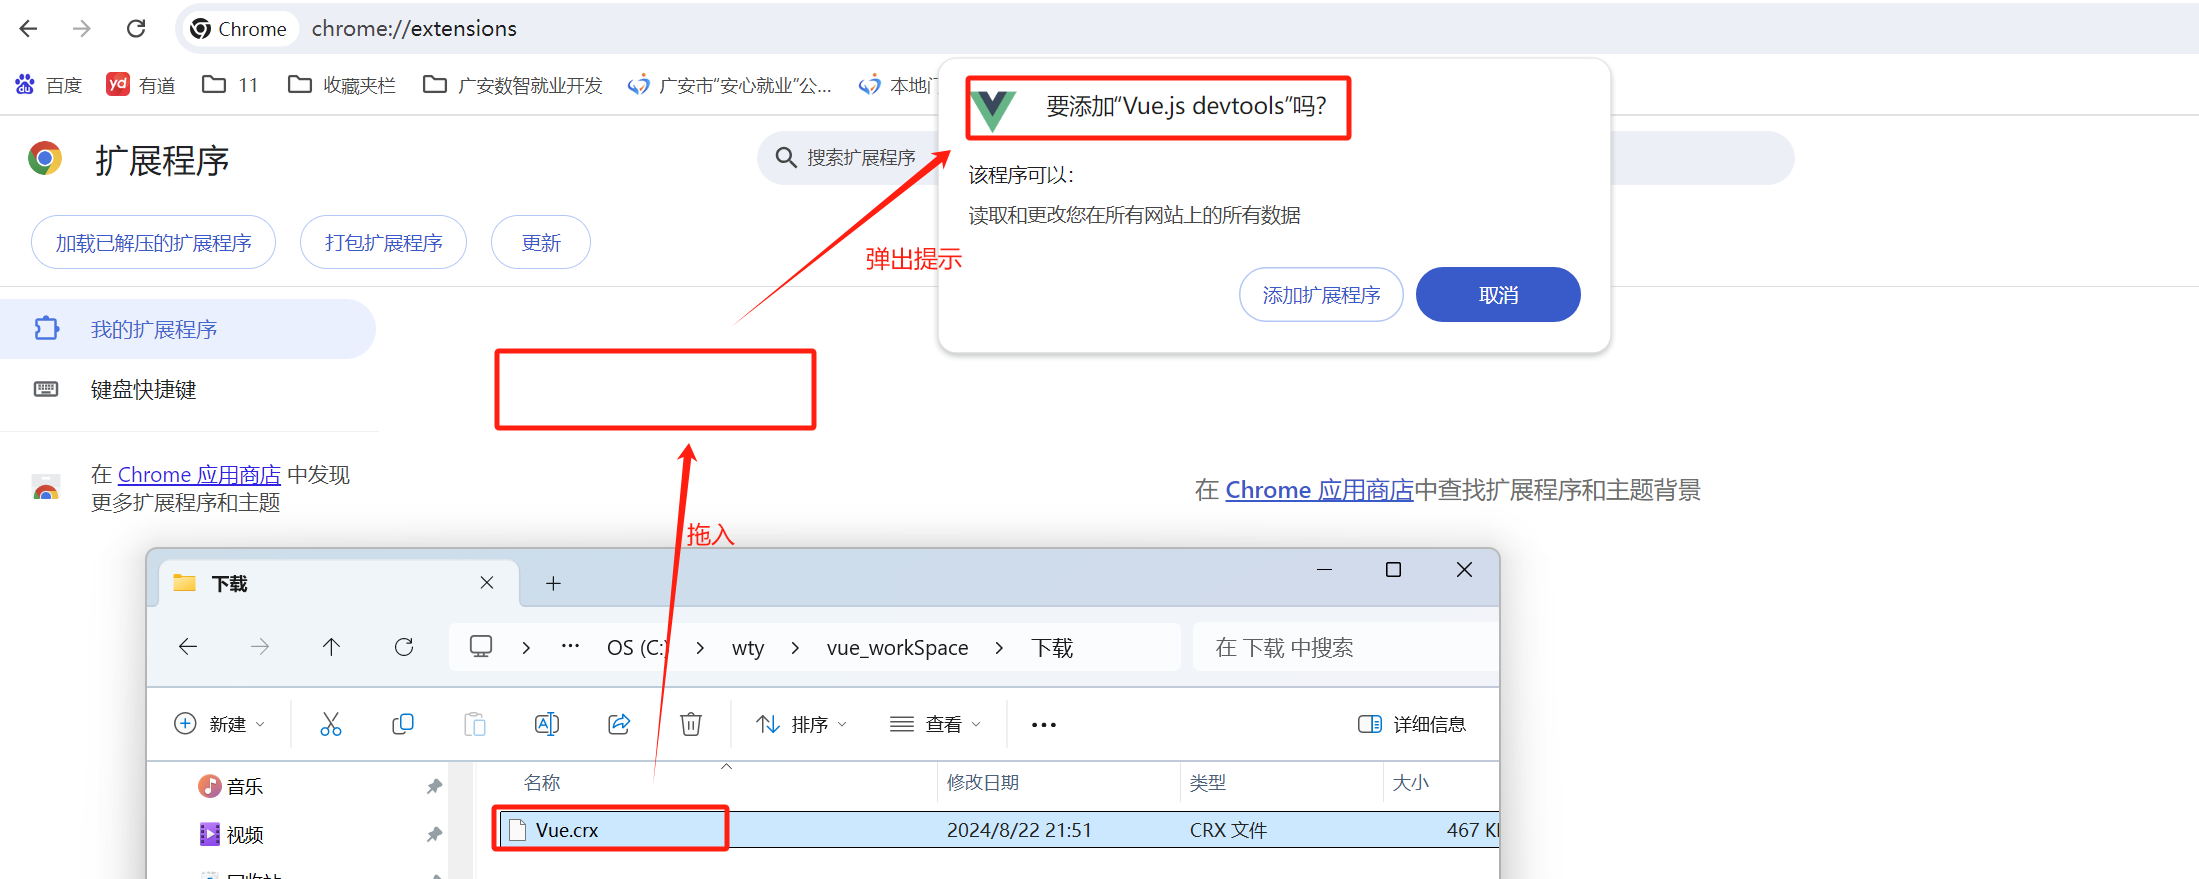 Chrome chrome://extensions
百度 yd 有道 11 收藏夹栏 广安数智就业开发 广安市“安心就业”公... 本地门
要添加“Vue.js devtools”吗?
扩展程序
搜索扩展程序
该程序可以:
读取和更改您在所有网站上的所有数据
加载已解压的扩展程序 打包扩展程序 更新
弹出提示
添加扩展程序 取消
我的扩展程序
键盘快捷键
在 Chrome 应用商店 中发现
更多扩展程序和主题
在 Chrome 应用商店中查找扩展程序和主题背景
拖入
下载
… OS (C:) wty vue_workSpace 下载 在 下载 中搜索
新建 排序 查看 详细信息
名称 修改日期 类型 大小
音乐
Vue.crx 2024/8/22 21:51 CRX 文件 467 K
视频
回收站